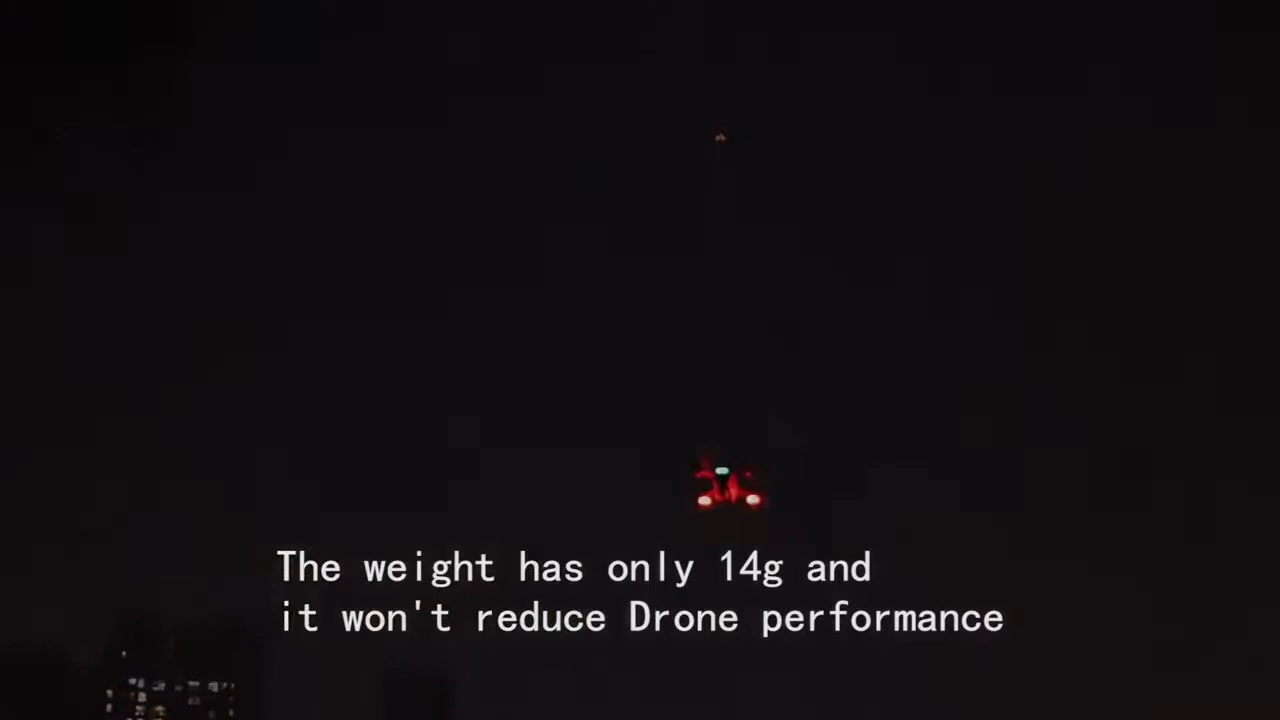 The weight has only 14g and
it won't reduce Drone performance